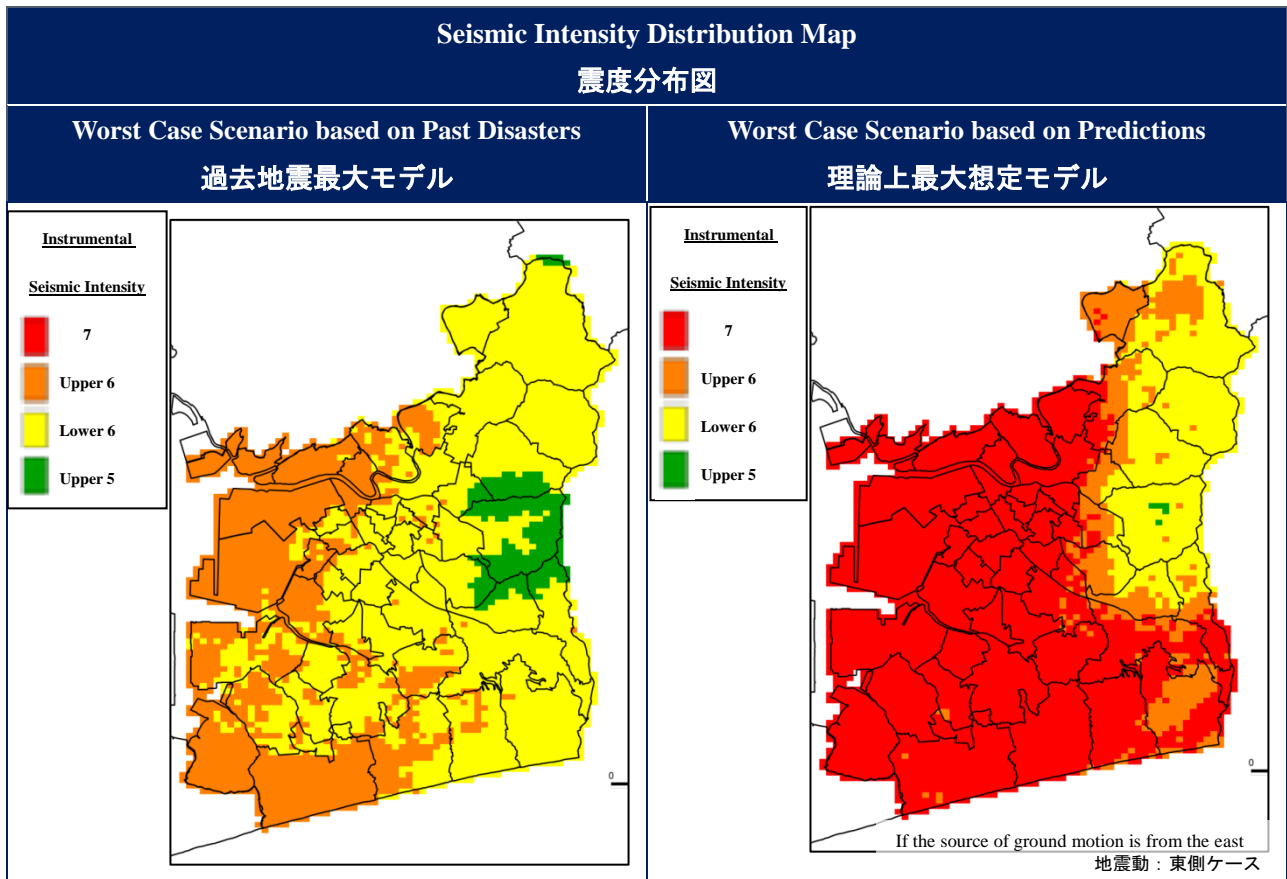 Seismic Intensity Distribution Map
震度分布図
Worst Case Scenario based on Past Disasters
過去地震最大モデル
Worst Case Scenario based on Predictions
理論上最大想定モデル
Instrumental
Seismic Intensity
7
Upper 6
Lower 6
Upper 5
0
Instrumental
Seismic Intensity
7
Upper 6
Lower 6
Upper 5
0
If the source of ground motion is from the east
地震動：東側ケース